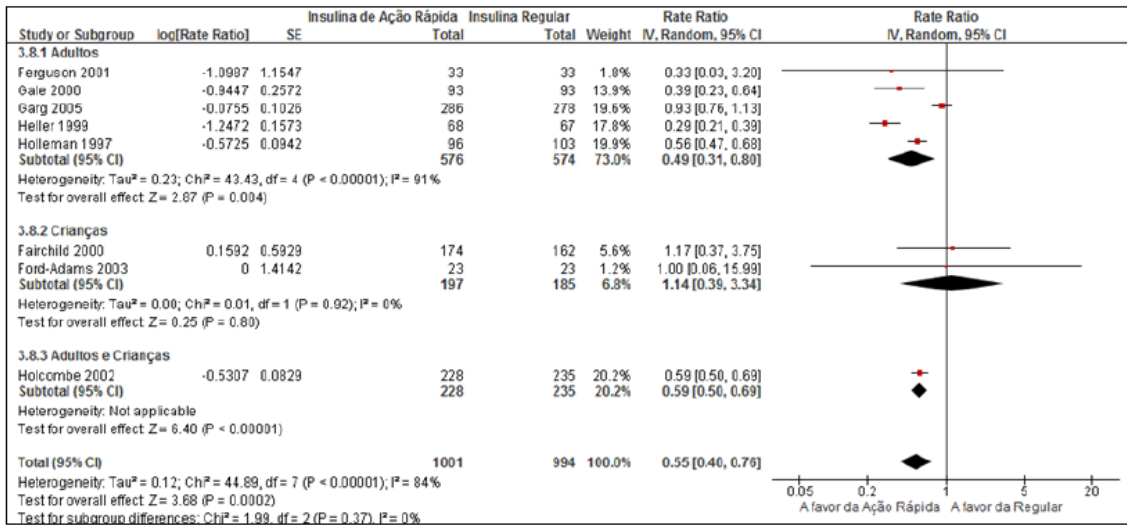 Insulina de Ação Rápida Insulina Regular Rate Ratio Rate Ratio
Study or Subgroup log[Rate Ratio] SE Total Total Weight IV, Random, 95% CI IV, Random, 95% CI
3.8.1 Adultos
Ferguson 2001 -1.0987 1.1547 33 33 1.8% 0.33 [0.03, 3.20]
Gale 2000 -0.9447 0.2572 93 93 13.9% 0.39 [0.23, 0.64]
Garg 2005 -0.0755 0.1026 286 278 19.6% 0.93 [0.76, 1.13]
Heller 1999 -1.2472 0.1573 68 67 17.8% 0.29 [0.21, 0.39]
Holleman 1997 -0.5725 0.0942 96 103 19.9% 0.56 [0.47, 0.68]
Subtotal (95% CI) 576 574 73.0% 0.49 [0.31, 0.80]
Heterogeneity: Tau² = 0.23; Chi² = 43.43, df = 4 (P < 0.00001); I² = 91%
Test for overall effect: Z = 2.87 (P = 0.004)
3.8.2 Crianças
Fairchild 2000 0.1592 0.5929 174 162 5.6% 1.17 [0.37, 3.75]
Ford-Adams 2003 0 1.4142 23 23 1.2% 1.00 [0.06, 15.99]
Subtotal (95% CI) 197 185 6.8% 1.14 [0.39, 3.34]
Heterogeneity: Tau² = 0.00; Chi² = 0.01, df = 1 (P = 0.92); I² = 0%
Test for overall effect: Z = 0.25 (P = 0.80)
3.8.3 Adultos e Crianças
Holcombe 2002 -0.5307 0.0829 228 235 20.2% 0.59 [0.50, 0.69]
Subtotal (95% CI) 228 235 20.2% 0.59 [0.50, 0.69]
Heterogeneity: Not applicable
Test for overall effect: Z = 6.40 (P < 0.00001)
Total (95% CI) 1001 994 100.0% 0.55 [0.40, 0.76]
Heterogeneity: Tau² = 0.12; Chi² = 44.89, df = 7 (P < 0.00001); I² = 84%
Test for overall effect: Z = 3.68 (P = 0.0002)
Test for subgroup differences: Chi² = 1.99, df = 2 (P = 0.37), I² = 0%
0.05 0.2 1 5 20
A favor da Ação Rápida A favor da Regular